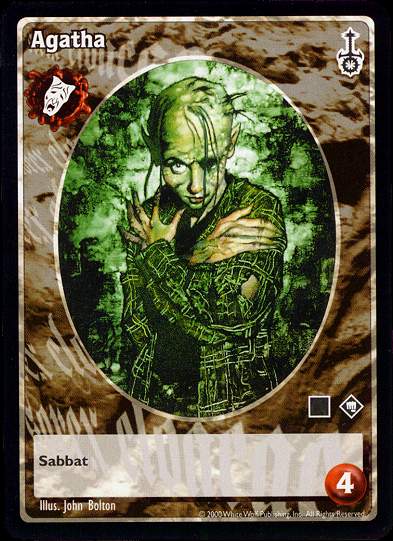 Agatha
Sabbat
4
Illus. John Bolton
© 2000 White Wolf Publishing, Inc. All Rights Reserved.